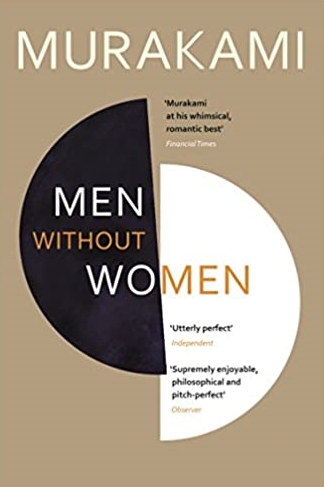 MURAKAMI
‘Murakami
at his whimsical,
romantic best’
Financial Times
MEN
WITHOUT
WOMEN
‘Utterly perfect’
Independent
‘Supremely enjoyable,
philosophical and
pitch-perfect’
Observer